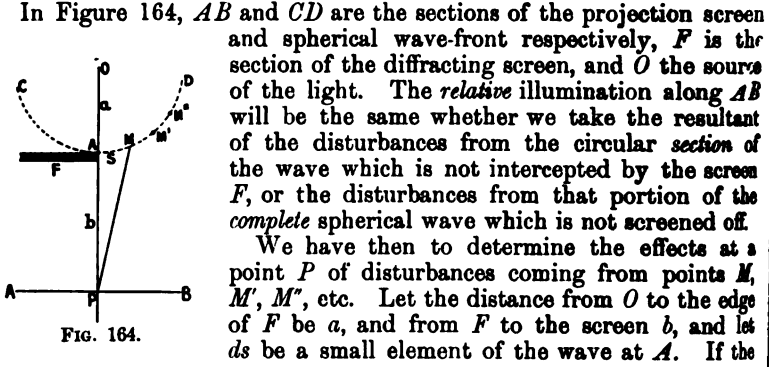 In Figure 164, AB and CD are the sections of the projection screen
and spherical wave-front respectively, F is the
section of the diffracting screen, and O the source
of the light. The relative illumination along AB
will be the same whether we take the resultant
of the disturbances from the circular section of
the wave which is not intercepted by the screen
F, or the disturbances from that portion of the
complete spherical wave which is not screened off.
We have then to determine the effects at a
point P of disturbances coming from points M,
M′, M″, etc. Let the distance from O to the edge
of F be a, and from F to the screen b, and let
ds be a small element of the wave at A. If the
O
C
D
a
M″
M′
M
A
S
F
b
A
P
B
FIG. 164.